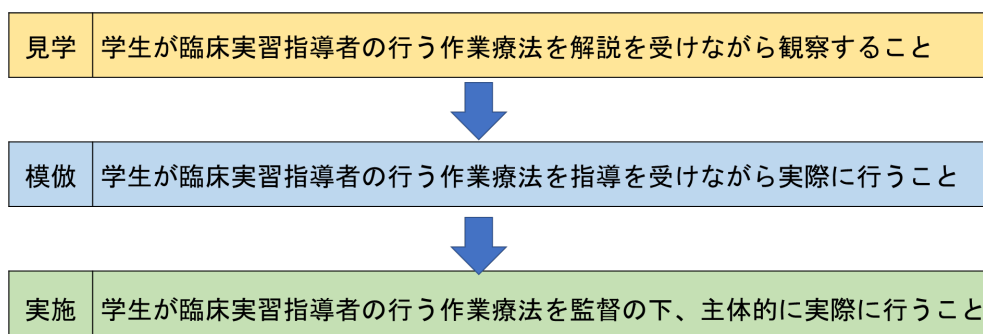 見学 学生が臨床実習指導者の行う作業療法を解説を受けながら観察すること
模倣 学生が臨床実習指導者の行う作業療法を指導を受けながら実際に行うこと
実施 学生が臨床実習指導者の行う作業療法を監督の下、主体的に実際に行うこと